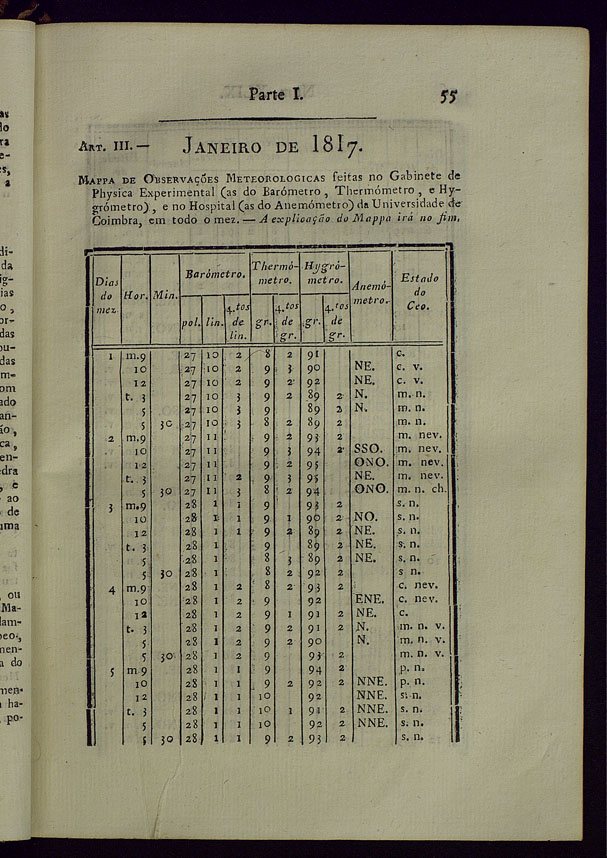 Parte I. 55
ART. III.— JANEIRO DE 1817.
MAPPA DE OBSERVAÇÕES METEOROLOGICAS feitas no Gabinete de
Physica Experimental (as do Barómetro, Thermómetro, e Hy-
grómetro), e no Hospital (as do Anemómetro) da Universidade de
Coimbra, em todo o mez. — A explicação do Mappa irá no fim.
Dias do mez Hor. Min. Barómetro. Thermó-metro. Hygró-metro. Anemó-metro. Estado do Ceo.
pol. lin. 4.tos de lin. gr. 4.tos de gr. gr. 4.tos de gr.
1 m.9 27 10 2 8 2 91 c.
10 27 10 2 9 3 90 NE. c. v.
12 27 10 2 9 2 92 NE. c. v.
t. 3 27 10 3 9 2 89 2 N. m. n.
5 27 10 3 9 89 2 N. m. n.
5 30 27 10 3 8 2 89 2 m. n.
2 m.9 27 11 9 2 93 2 m. nev.
10 27 11 9 3 94 2 SSO. m. nev.
12 27 11 9 2 95 ONO. m. nev.
t. 3 27 11 2 9 3 95 NE. m. nev.
5 30 27 11 3 8 2 94 ONO. m. n. ch.
3 m.9 28 1 1 9 93 2 s. n.
10 28 1 1 9 1 90 2 NO. s. n.
12 28 1 1 9 2 89 2 NE. s. n.
t. 3 28 1 9 89 2 NE. s. n.
5 28 1 8 3 89 2 NE. s. n.
5 30 28 1 8 2 92 2 s n.
4 m.9 28 1 2 8 2 93 2 c. nev.
10 28 1 2 9 92 ENE. c. nev.
12 28 1 2 9 1 91 2 NE. c.
t. 3 28 1 2 9 2 91 2 N. m. n. v.
5 28 1 2 9 2 90 N. m. n. v.
5 30 28 1 2 9 93 2 m. n. v.
5 m 9 28 1 1 9 94 2 p. n.
10 28 1 1 9 2 92 2 NNE. p. n.
12 28 1 1 10 92 NNE. s. n.
t. 3 28 1 1 10 1 91 2 NNE. s. n.
5 28 1 1 10 92 2 NNE. s. n.
5 30 28 1 1 9 2 93 2 s. n.